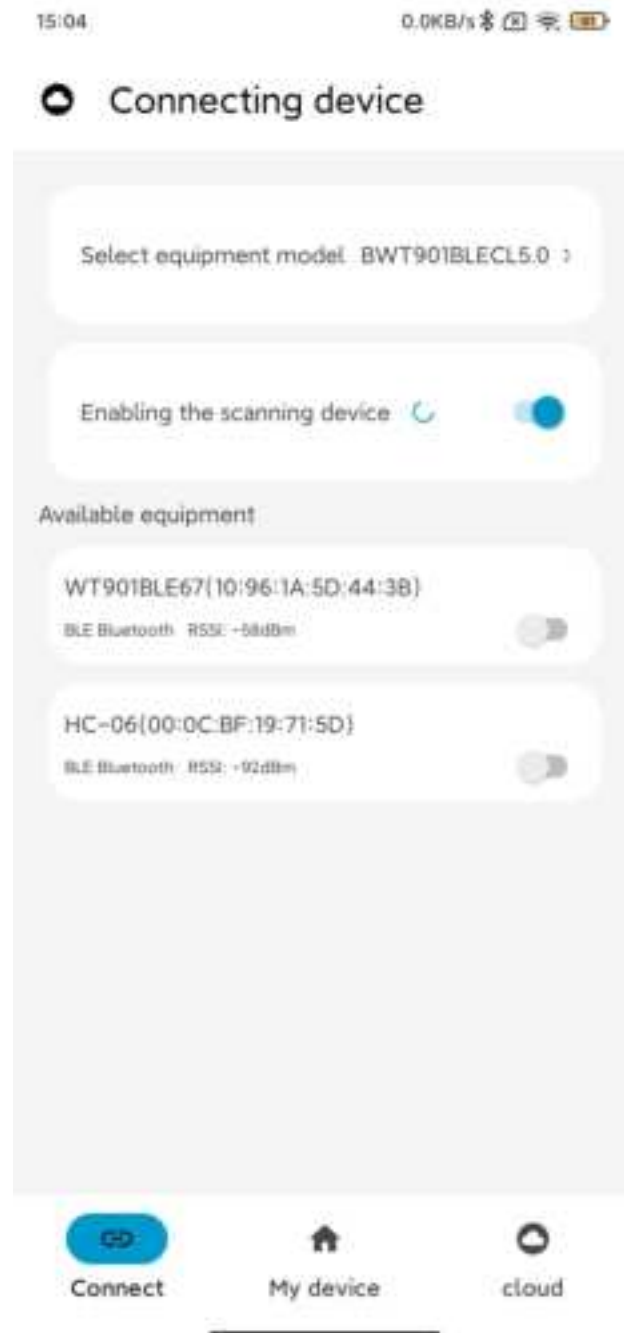 15:04 0.0KB/s
Connecting device
Select equipment model BWT901BLECL5.0 >
Enabling the scanning device
Available equipment
WT901BLE67(10:96:1A:5D:44:3B)
BLE Bluetooth RSSI:
HC-06(00:0C:BF:19:71:5D)
BLE Bluetooth RSSI: -92dBm
Connect My device cloud